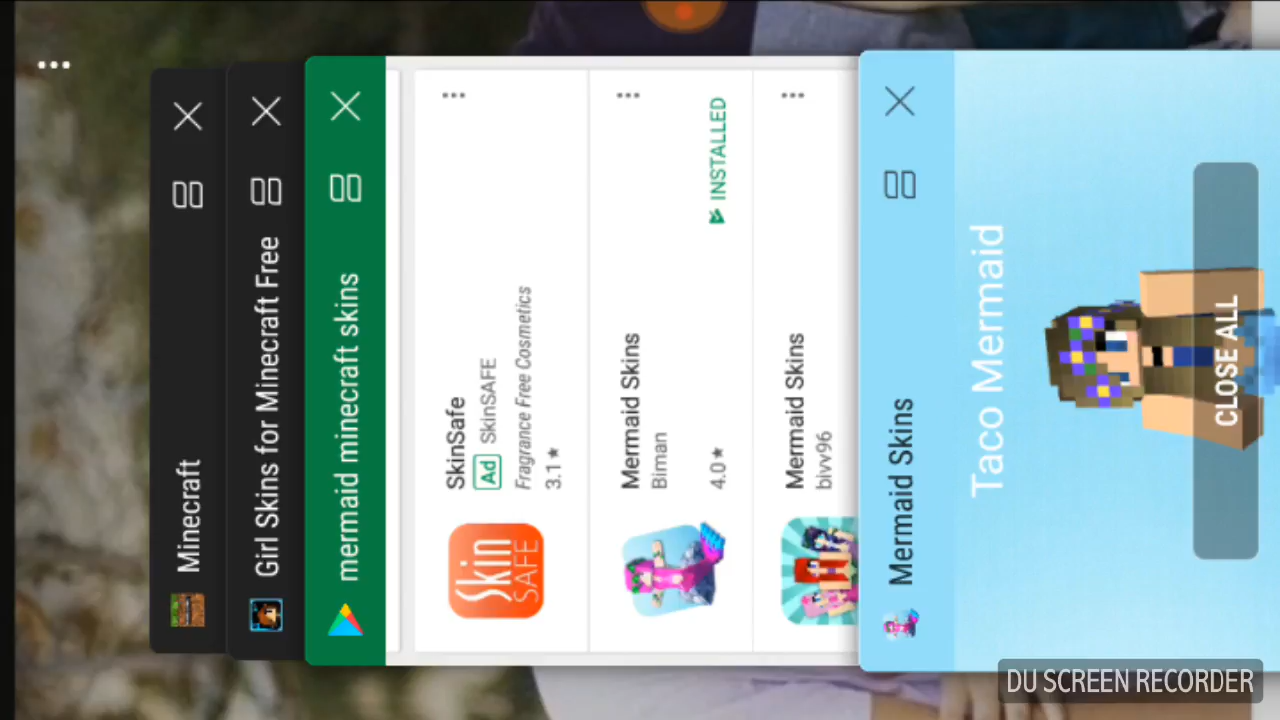 Minecraft
Girl Skins for Minecraft Free
mermaid minecraft skins
Skin
SAFE
SkinSafe
Ad SkinSAFE
Fragrance Free Cosmetics
3.1★
Mermaid Skins
Biman
4.0★
INSTALLED
Mermaid Skins
bivv96
Mermaid Skins
Taco Mermaid
CLOSE ALL
DU SCREEN RECORDER